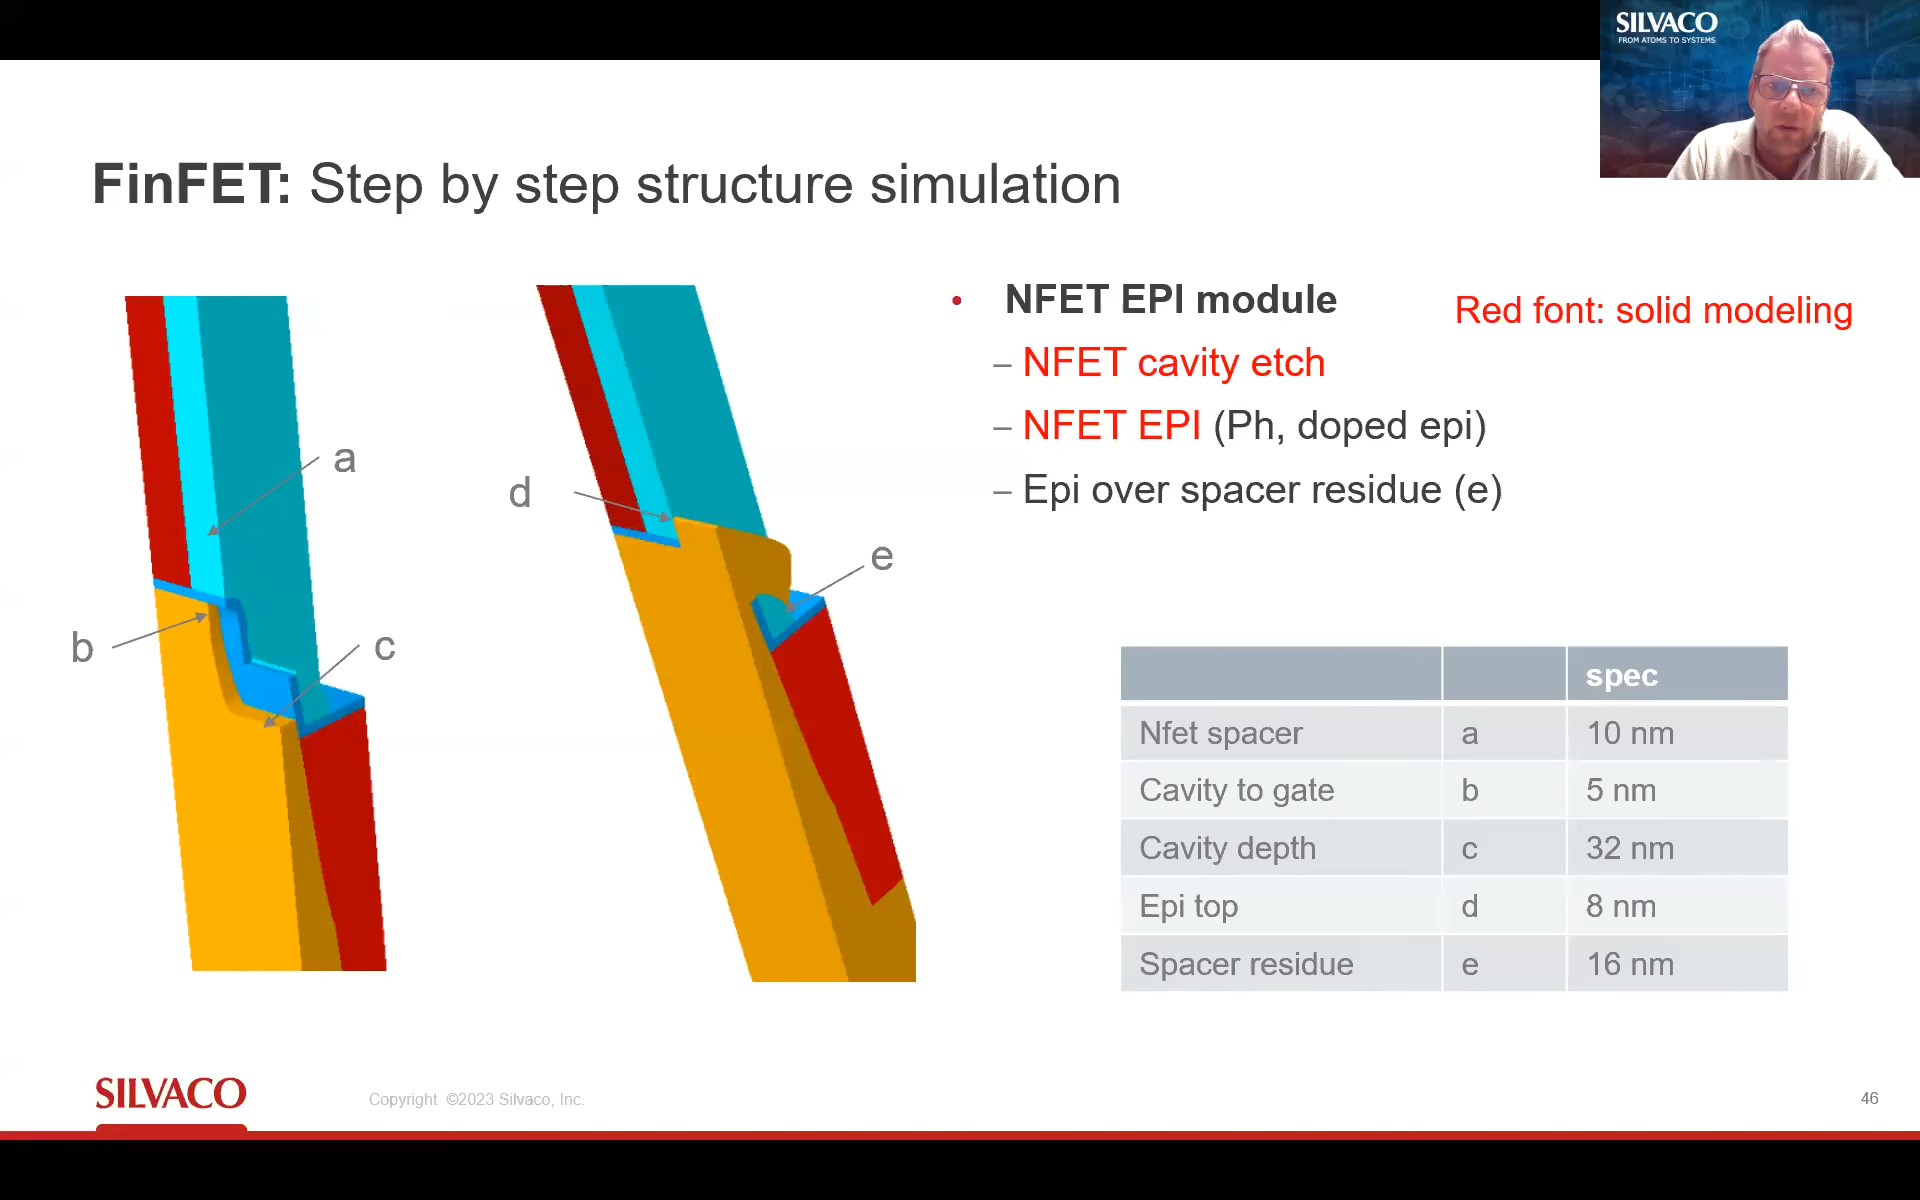 SILVACO
FROM ATOMS TO SYSTEMS
FinFET: Step by step structure simulation
a
b
c
d
e
• NFET EPI module
Red font: solid modeling
– NFET cavity etch
– NFET EPI (Ph, doped epi)
– Epi over spacer residue (e)
spec
Nfet spacer a 10 nm
Cavity to gate b 5 nm
Cavity depth c 32 nm
Epi top d 8 nm
Spacer residue e 16 nm
SILVACO
Copyright ©2023 Silvaco, Inc.
46